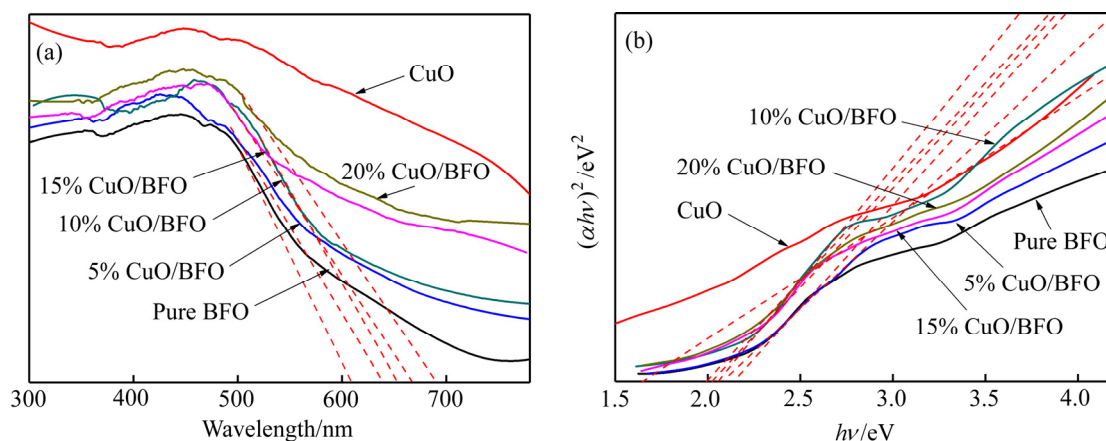 (a)
CuO
15% CuO/BFO
20% CuO/BFO
10% CuO/BFO
5% CuO/BFO
Pure BFO
300 400 500 600 700
Wavelength/nm
(b)
(αhν)²/eV²
10% CuO/BFO
20% CuO/BFO
CuO
Pure BFO
5% CuO/BFO
15% CuO/BFO
1.5 2.0 2.5 3.0 3.5 4.0
hν/eV